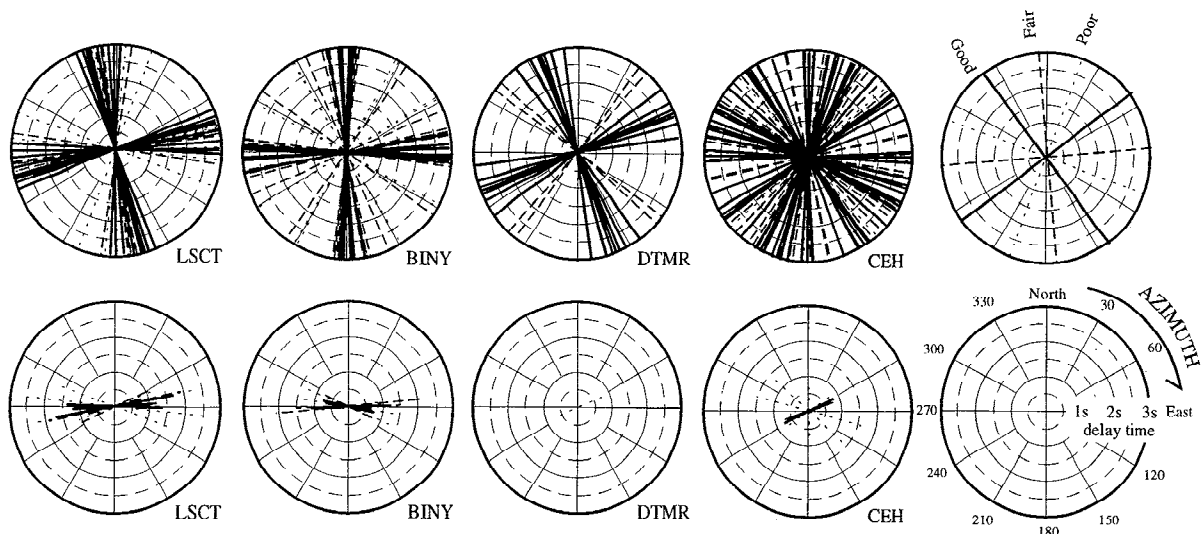 Good
Fair
Poor
LSCT
BINY
DTMR
CEH
330
North
30
AZIMUTH
300
60
270
1s 2s 3s East
delay time
240
120
210
180
150
LSCT
BINY
DTMR
CEH